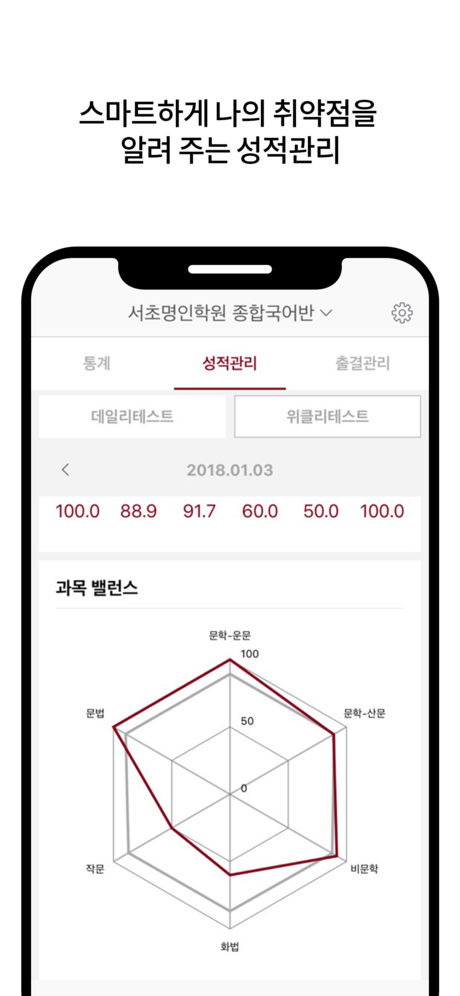 스마트하게 나의 취약점을
알려 주는 성적관리
서초명인학원 종합국어반
통계 성적관리 출결관리
데일리테스트 위클리테스트
2018.01.03
100.0 88.9 91.7 60.0 50.0 100.0
과목 밸런스
문학-운문
100
문법 문학-산문
50
0
작문 비문학
화법